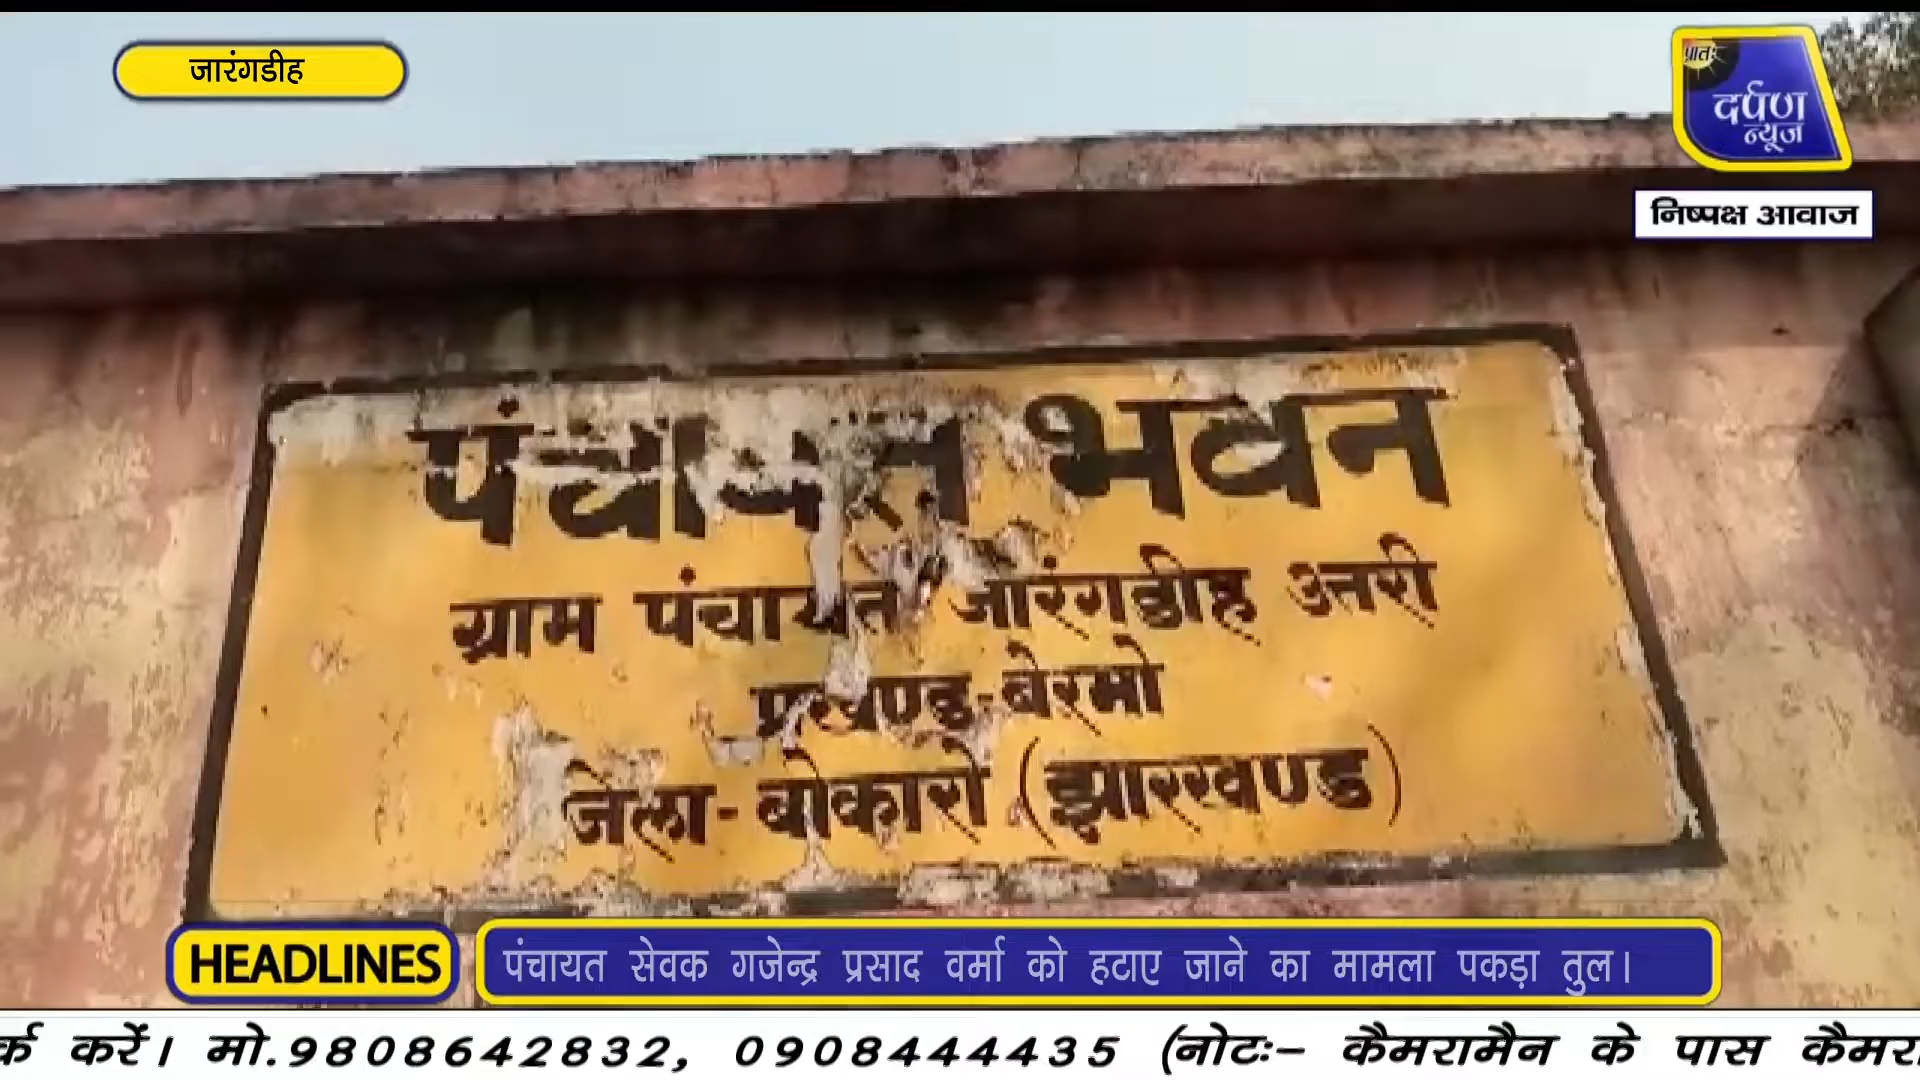 जारंगडीह
प्रातः
दर्पण
न्यूज
निष्पक्ष आवाज
पंचायत भवन
ग्राम पंचायत जारंगडीह उत्तरी
प्रखण्ड-बेरमो
जिला-बोकारो (झारखण्ड)
HEADLINES
पंचायत सेवक गजेन्द्र प्रसाद वर्मा को हटाए जाने का मामला पकड़ा तुल।
र्क करें। मो.9808642832, 0908444435 (नोटः- कैमरामैन के पास कैमरा